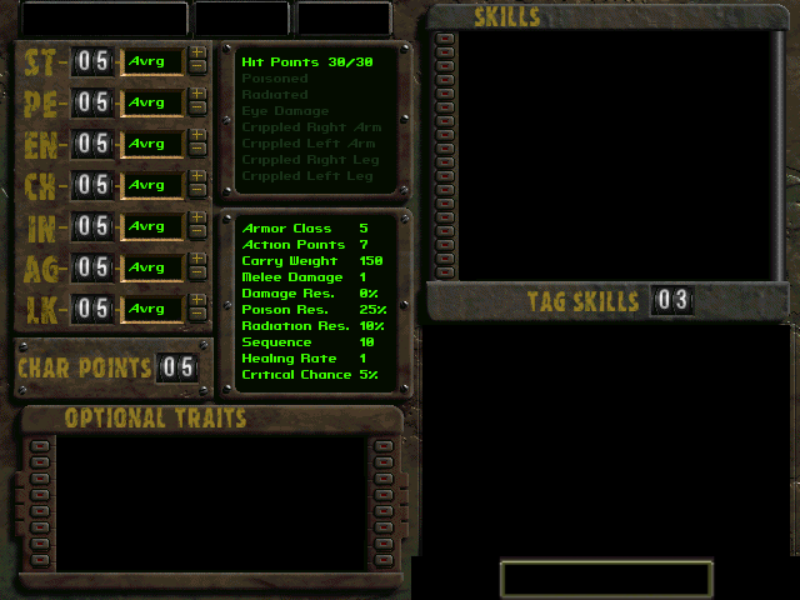 SKILLS
ST- 05 Avrg + -
PE- 05 Avrg + -
EN- 05 Avrg + -
CH- 05 Avrg + -
IN- 05 Avrg + -
AG- 05 Avrg + -
LK- 05 Avrg + -
Hit Points 30/30
Poisoned
Radiated
Eye Damage
Crippled Right Arm
Crippled Left Arm
Crippled Right Leg
Crippled Left Leg
Armor Class 5
Action Points 7
Carry Weight 150
Melee Damage 1
Damage Res. 0%
Poison Res. 25%
Radiation Res. 10%
Sequence 10
Healing Rate 1
Critical Chance 5%
TAG SKILLS 03
CHAR POINTS 05
OPTIONAL TRAITS